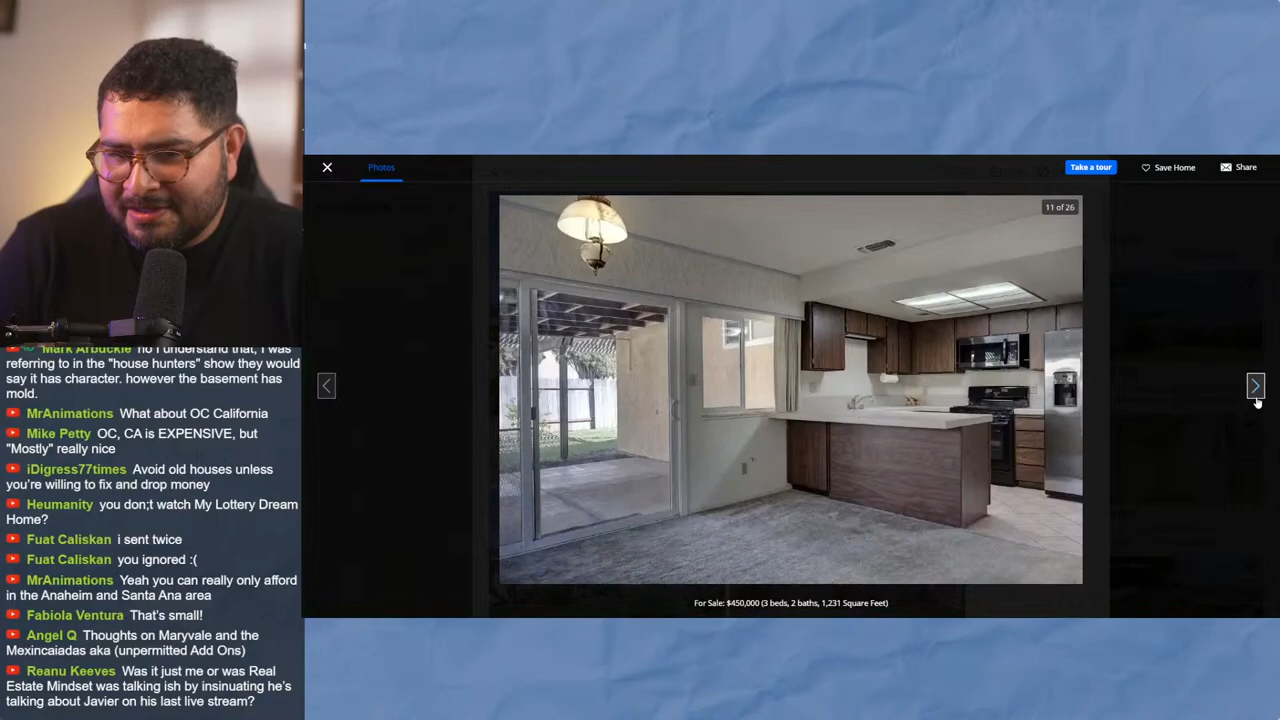 Photos
Take a tour
Save Home
Share
11 of 26
For Sale: $450,000 (3 beds, 2 baths, 1,231 Square Feet)
Mark Arbuckle no I understand that, I was
referring to in the "house hunters" show they would
say it has character. however the basement has
mold.
MrAnimations What about OC California
Mike Petty OC, CA is EXPENSIVE, but
"Mostly" really nice
iDigress77times Avoid old houses unless
you're willing to fix and drop money
Heumanity you don;t watch My Lottery Dream
Home?
Fuat Caliskan i sent twice
Fuat Caliskan you ignored :(
MrAnimations Yeah you can really only afford
in the Anaheim and Santa Ana area
Fabiola Ventura That's small!
Angel Q Thoughts on Maryvale and the
Mexincaiadas aka (unpermitted Add Ons)
Reanu Keeves Was it just me or was Real
Estate Mindset was talking ish by insinuating he's
talking about Javier on his last live stream?